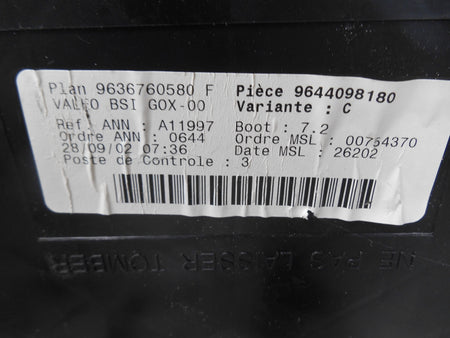 Plan 9636760580 F Pièce 9644098180
VALEO BSI G0X-00 Variante : C
Ref. ANN : A11997 Boot : 7.2
Ordre ANN : 0644 Ordre MSL : 00754370
28/09/02 07:36 Date MSL : 26202
Poste de Controle : 3
NE PAS LAISSER TOMBER